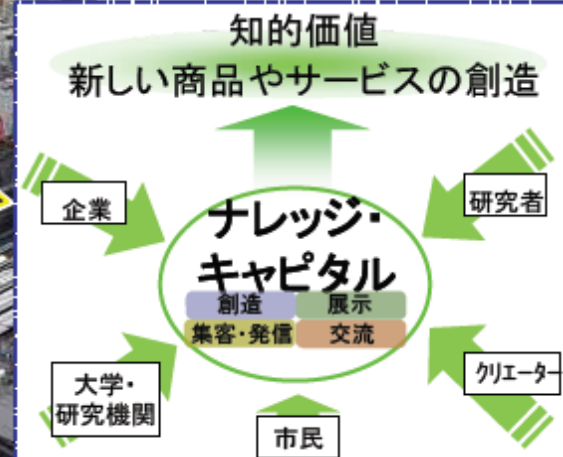 知的価値
新しい商品やサービスの創造
企業
研究者
ナレッジ・
キャピタル
創造
展示
集客・発信
交流
大学・
研究機関
クリエーター
市民